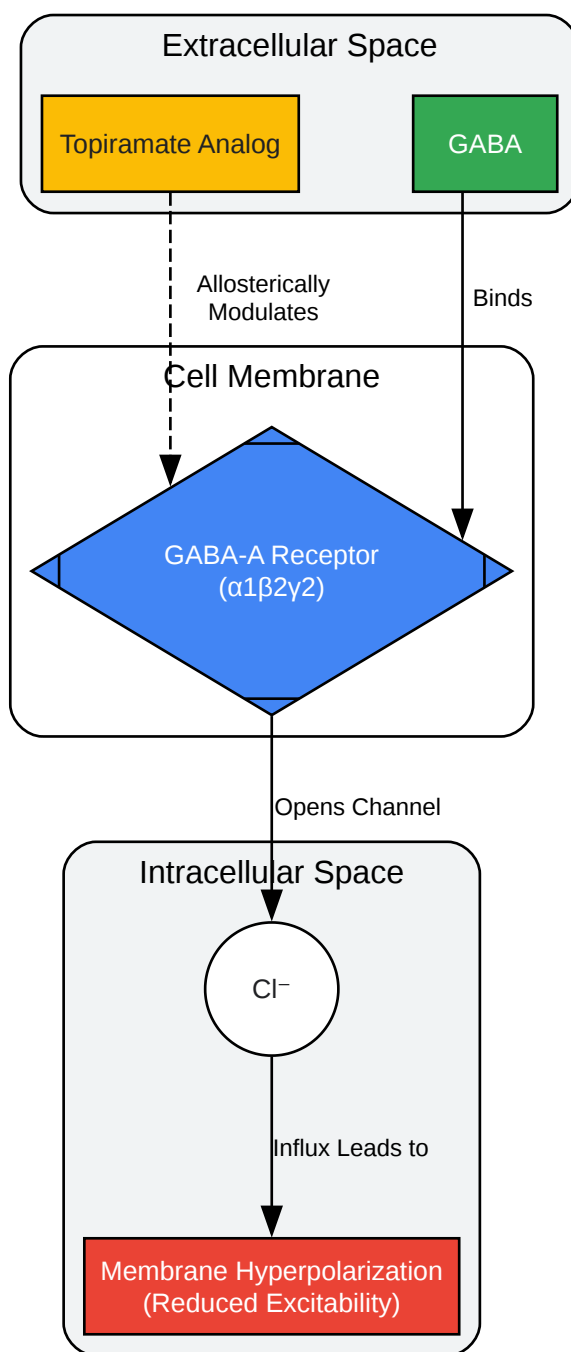 Extracellular Space
Topiramate Analog
GABA
Allosterically
Modulates
Binds
Cell Membrane
GABA-A Receptor
(α1β2γ2)
Opens Channel
Intracellular Space
Cl⁻
Influx Leads to
Membrane Hyperpolarization
(Reduced Excitability)